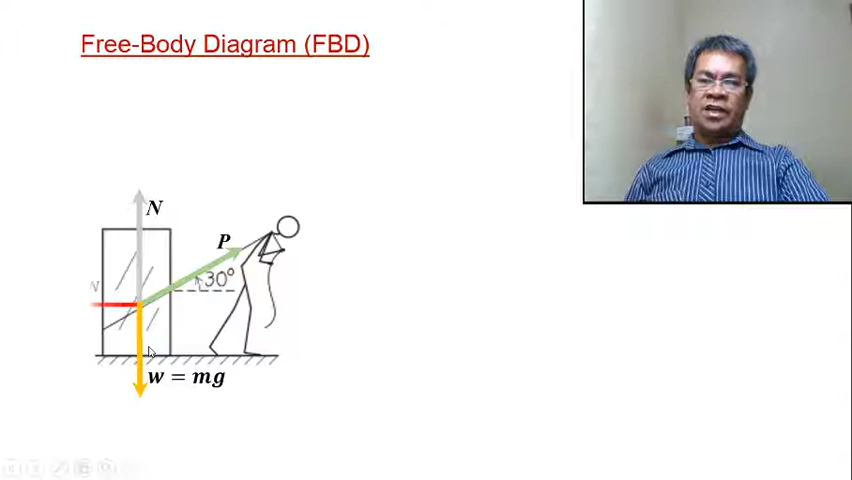 Free-Body Diagram (FBD)
N
P
30°
N
w = mg